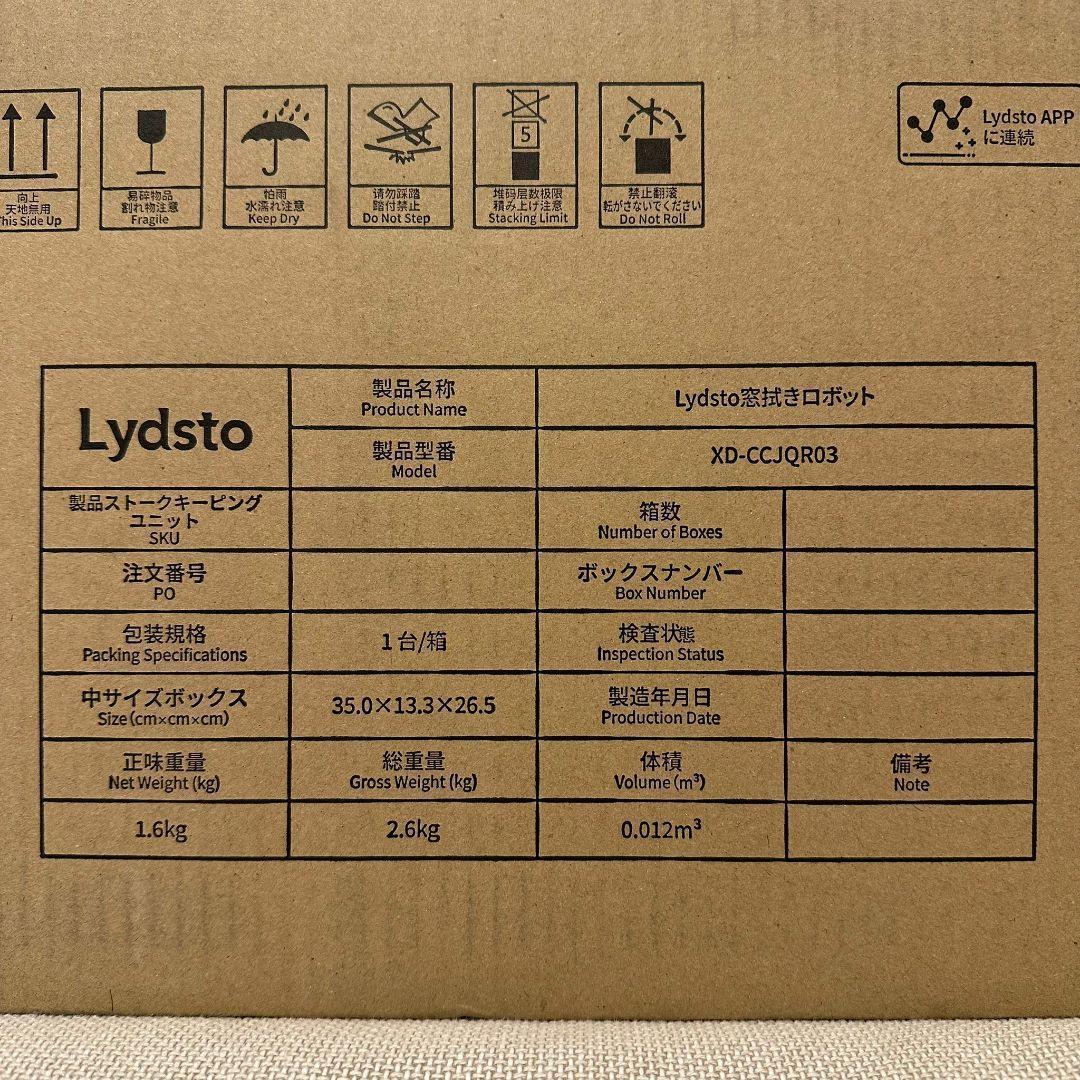 向上
天地無用
This Side Up
易碎物品
割れ物注意
Fragile
怕雨
水濡れ注意
Keep Dry
请勿踩踏
踏付禁止
Do Not Step
5
堆码层数极限
積み上げ注意
Stacking Limit
禁止翻滚
転がさないでください
Do Not Roll
Lydsto APP
に連続
Lydsto
製品名称
Product Name
Lydsto窓拭きロボット
製品型番
Model
XD-CCJQR03
製品ストークキーピング
ユニット
SKU
箱数
Number of Boxes
注文番号
PO
ボックスナンバー
Box Number
包装規格
Packing Specifications
1 台/箱
検査状態
Inspection Status
中サイズボックス
Size(cm×cm×cm)
35.0×13.3×26.5
製造年月日
Production Date
正味重量
Net Weight (kg)
総重量
Gross Weight (kg)
体積
Volume (m³)
備考
Note
1.6kg
2.6kg
0.012m³